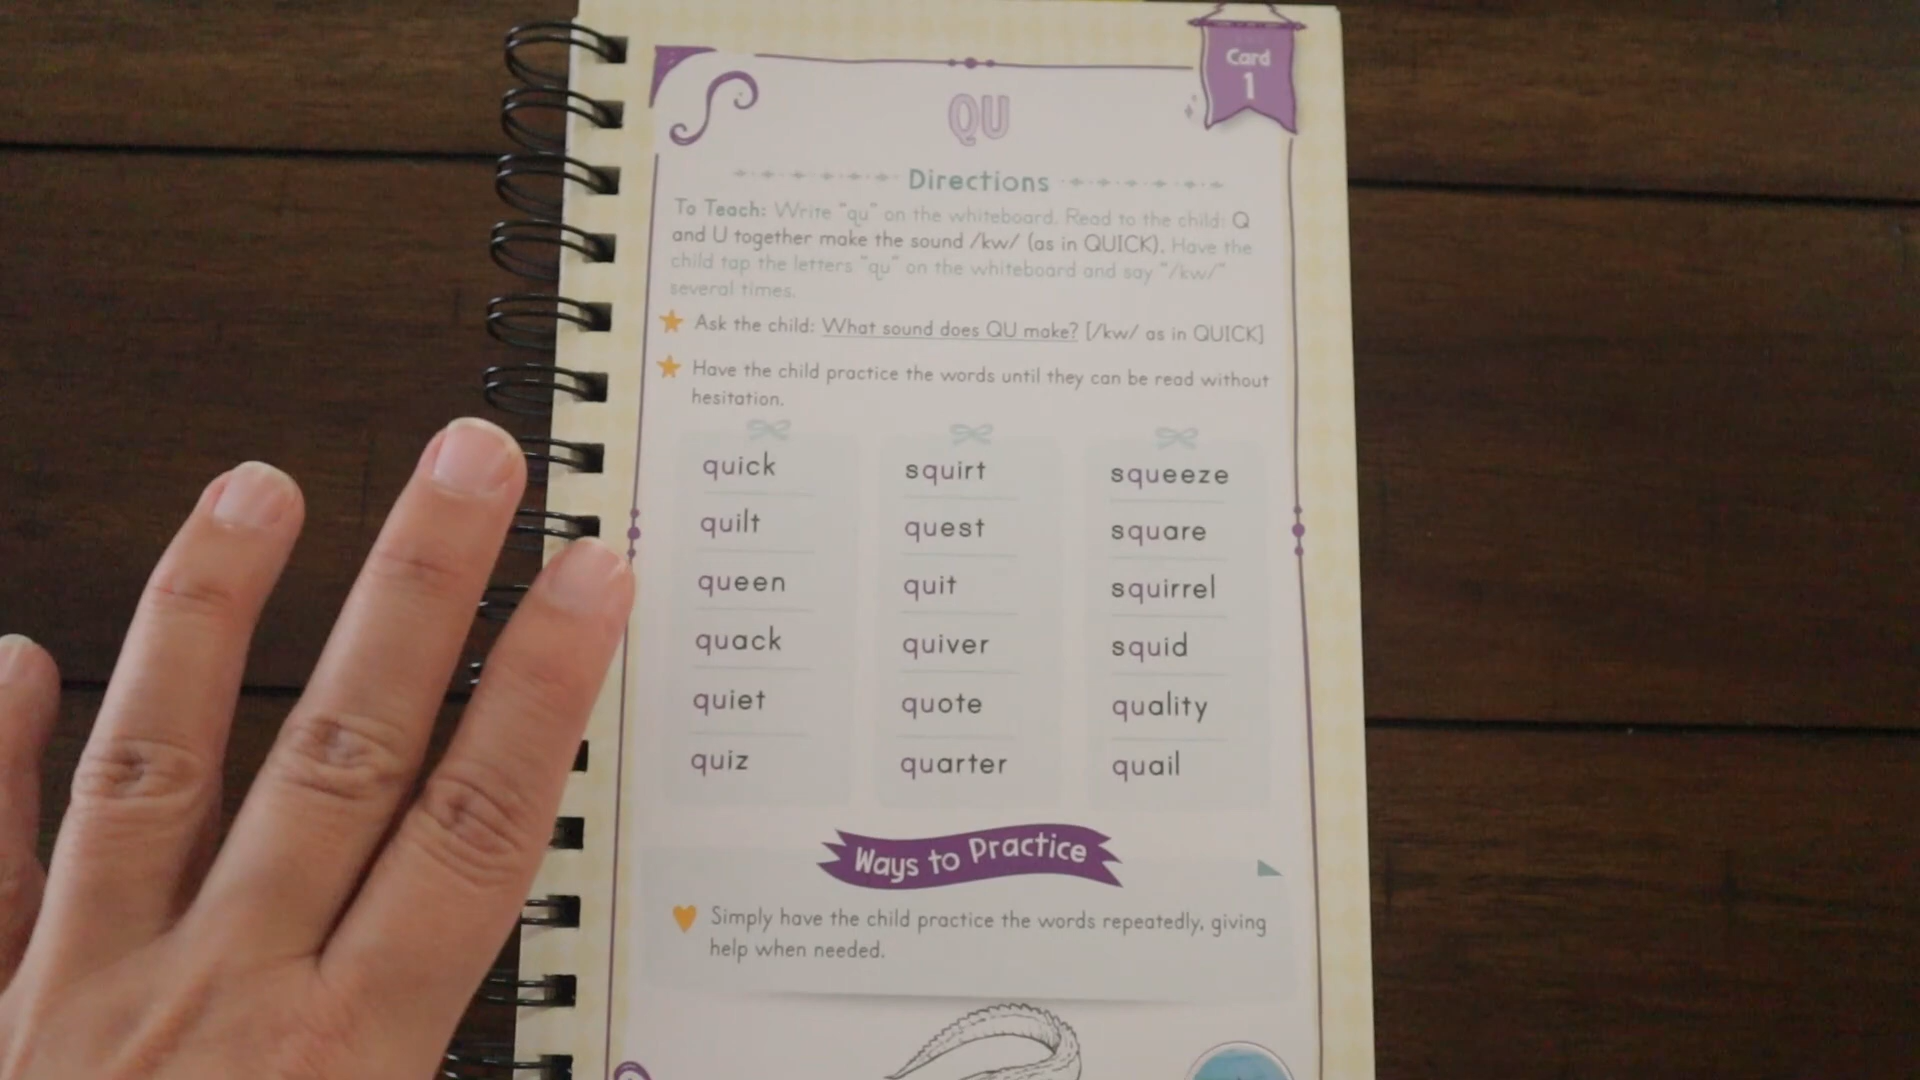 Card
1
QU
Directions
To Teach: Write "qu" on the whiteboard. Read to the child: Q
and U together make the sound /kw/ (as in QUICK). Have the
child tap the letters "qu" on the whiteboard and say "/kw/"
several times.
Ask the child: What sound does QU make? [/kw/ as in QUICK]
Have the child practice the words until they can be read without
hesitation.
quick
quilt
queen
quack
quiet
quiz
squirt
quest
quit
quiver
quote
quarter
squeeze
square
squirrel
squid
quality
quail
Ways to Practice
Simply have the child practice the words repeatedly, giving
help when needed.